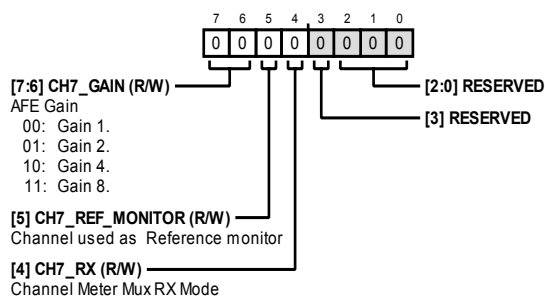 7 6 5 4 3 2 1 0
0 0 0 0 0 0 0 0
[7:6] CH7_GAIN (R/W)
AFE Gain
00: Gain 1.
01: Gain 2.
10: Gain 4.
11: Gain 8.
[5] CH7_REF_MONITOR (R/W)
Channel used as Reference monitor
[4] CH7_RX (R/W)
Channel Meter Mux RX Mode
[2:0] RESERVED
[3] RESERVED